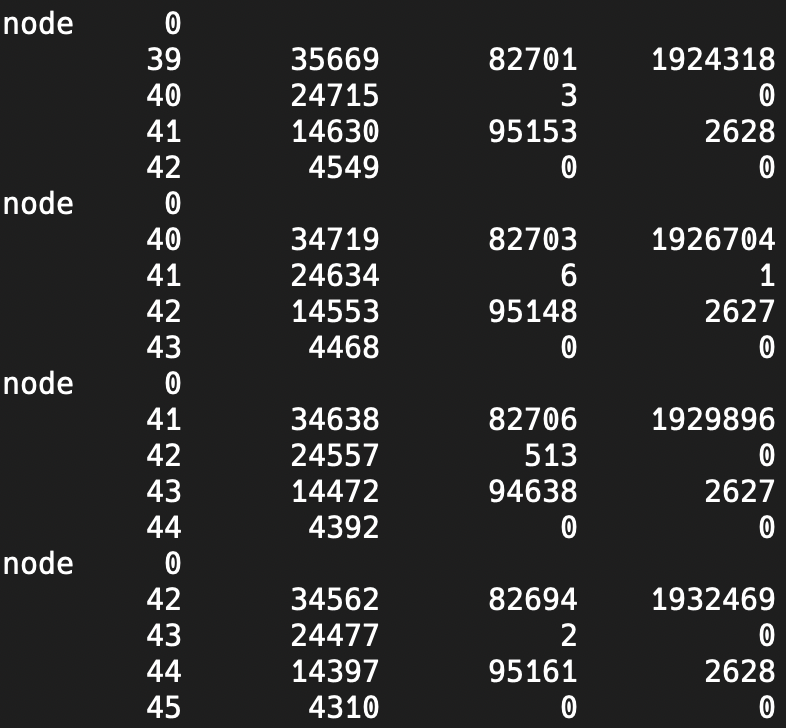 node 0
39 35669 82701 1924318
40 24715 3 0
41 14630 95153 2628
42 4549 0 0
node 0
40 34719 82703 1926704
41 24634 6 1
42 14553 95148 2627
43 4468 0 0
node 0
41 34638 82706 1929896
42 24557 513 0
43 14472 94638 2627
44 4392 0 0
node 0
42 34562 82694 1932469
43 24477 2 0
44 14397 95161 2628
45 4310 0 0